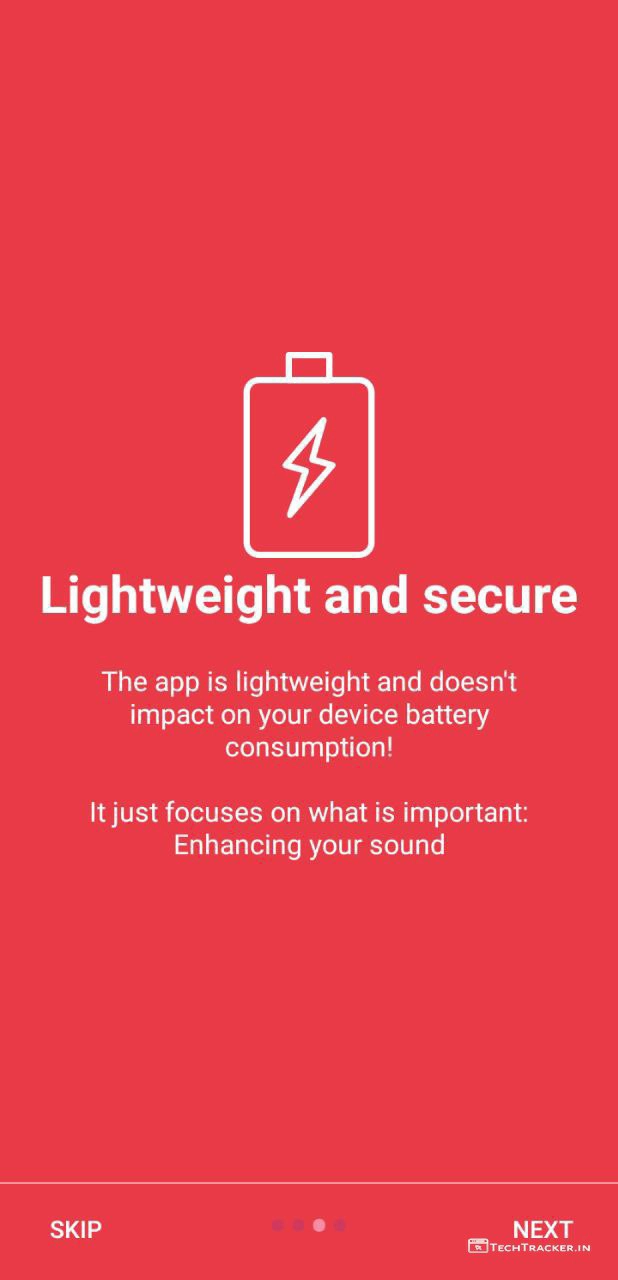 Lightweight and secure
The app is lightweight and doesn't
impact on your device battery
consumption!
It just focuses on what is important:
Enhancing your sound
SKIP
NEXT
TECHTRACKER.IN